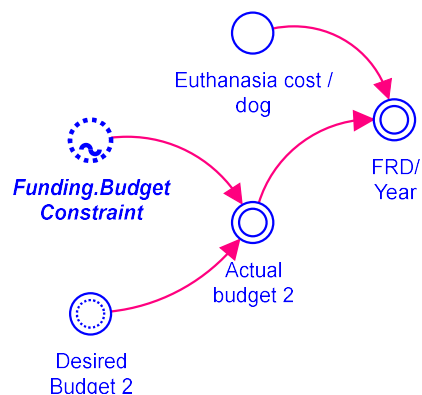 Euthanasia cost /
dog
FRD/
Year
Funding.Budget
Constraint
Actual
budget 2
Desired
Budget 2